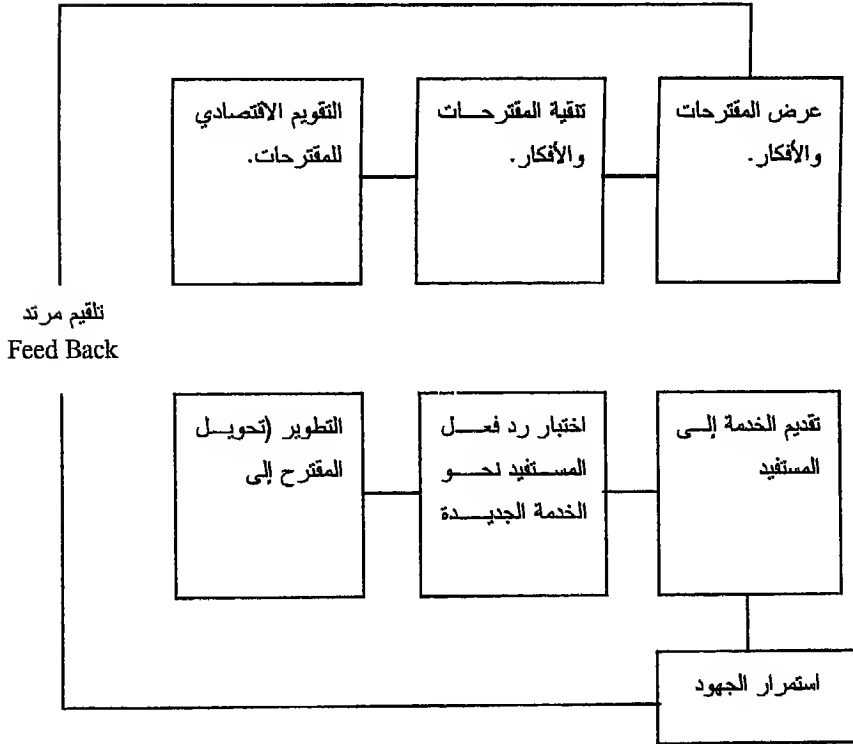 عرض المقترحات
والأفكار.
تنقية المقترحات
والأفكار.
التقويم الاقتصادي
للمقترحات.
تلقيم مرتد
Feed Back
تقديم الخدمة إلى
المستفيد
اختبار رد فعل
المستفيد نحو
الخدمة الجديدة
التطوير (تحويل
المقترح إلى
استمرار الجهود